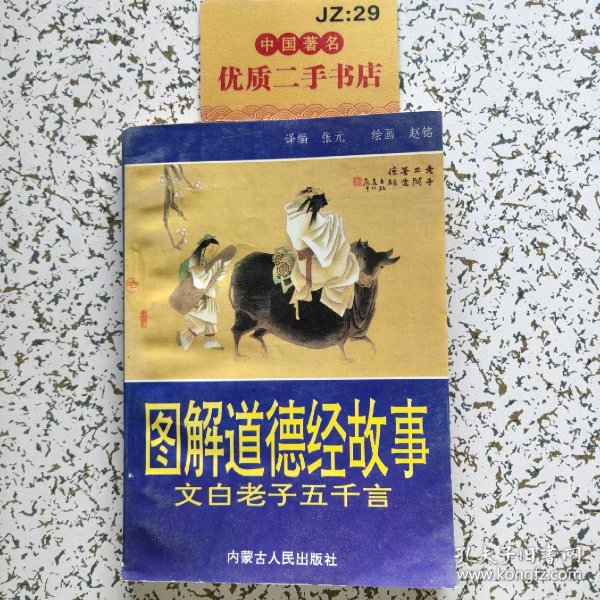 JZ:29
中国著名
优质二手书店
译编 张元 绘画 赵铭
图解道德经故事
文白老子五千言
内蒙古人民出版社
孔夫子旧书网
www.kongfz.com